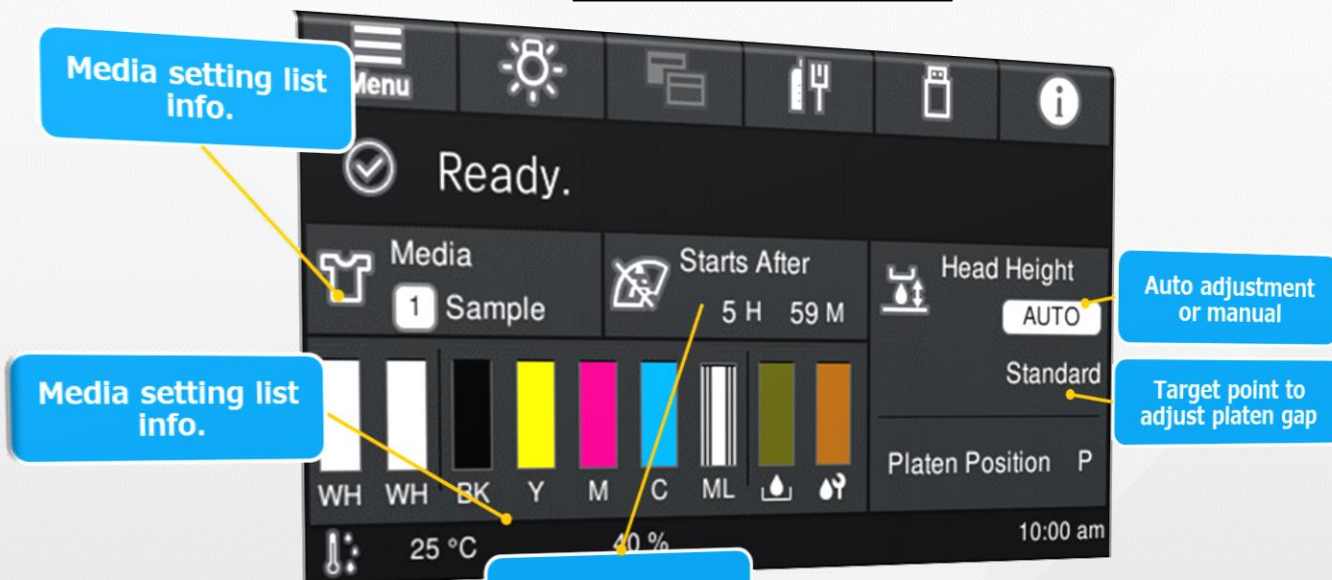 Media setting list
info.
Menu
Ready.
Media
1 Sample
Starts After
5 H 59 M
Head Height
AUTO
Standard
Auto adjustment
or manual
Target point to
adjust platen gap
Media setting list
info.
WH WH BK Y M C ML
Platen Position P
25 °C 40 %
10:00 am